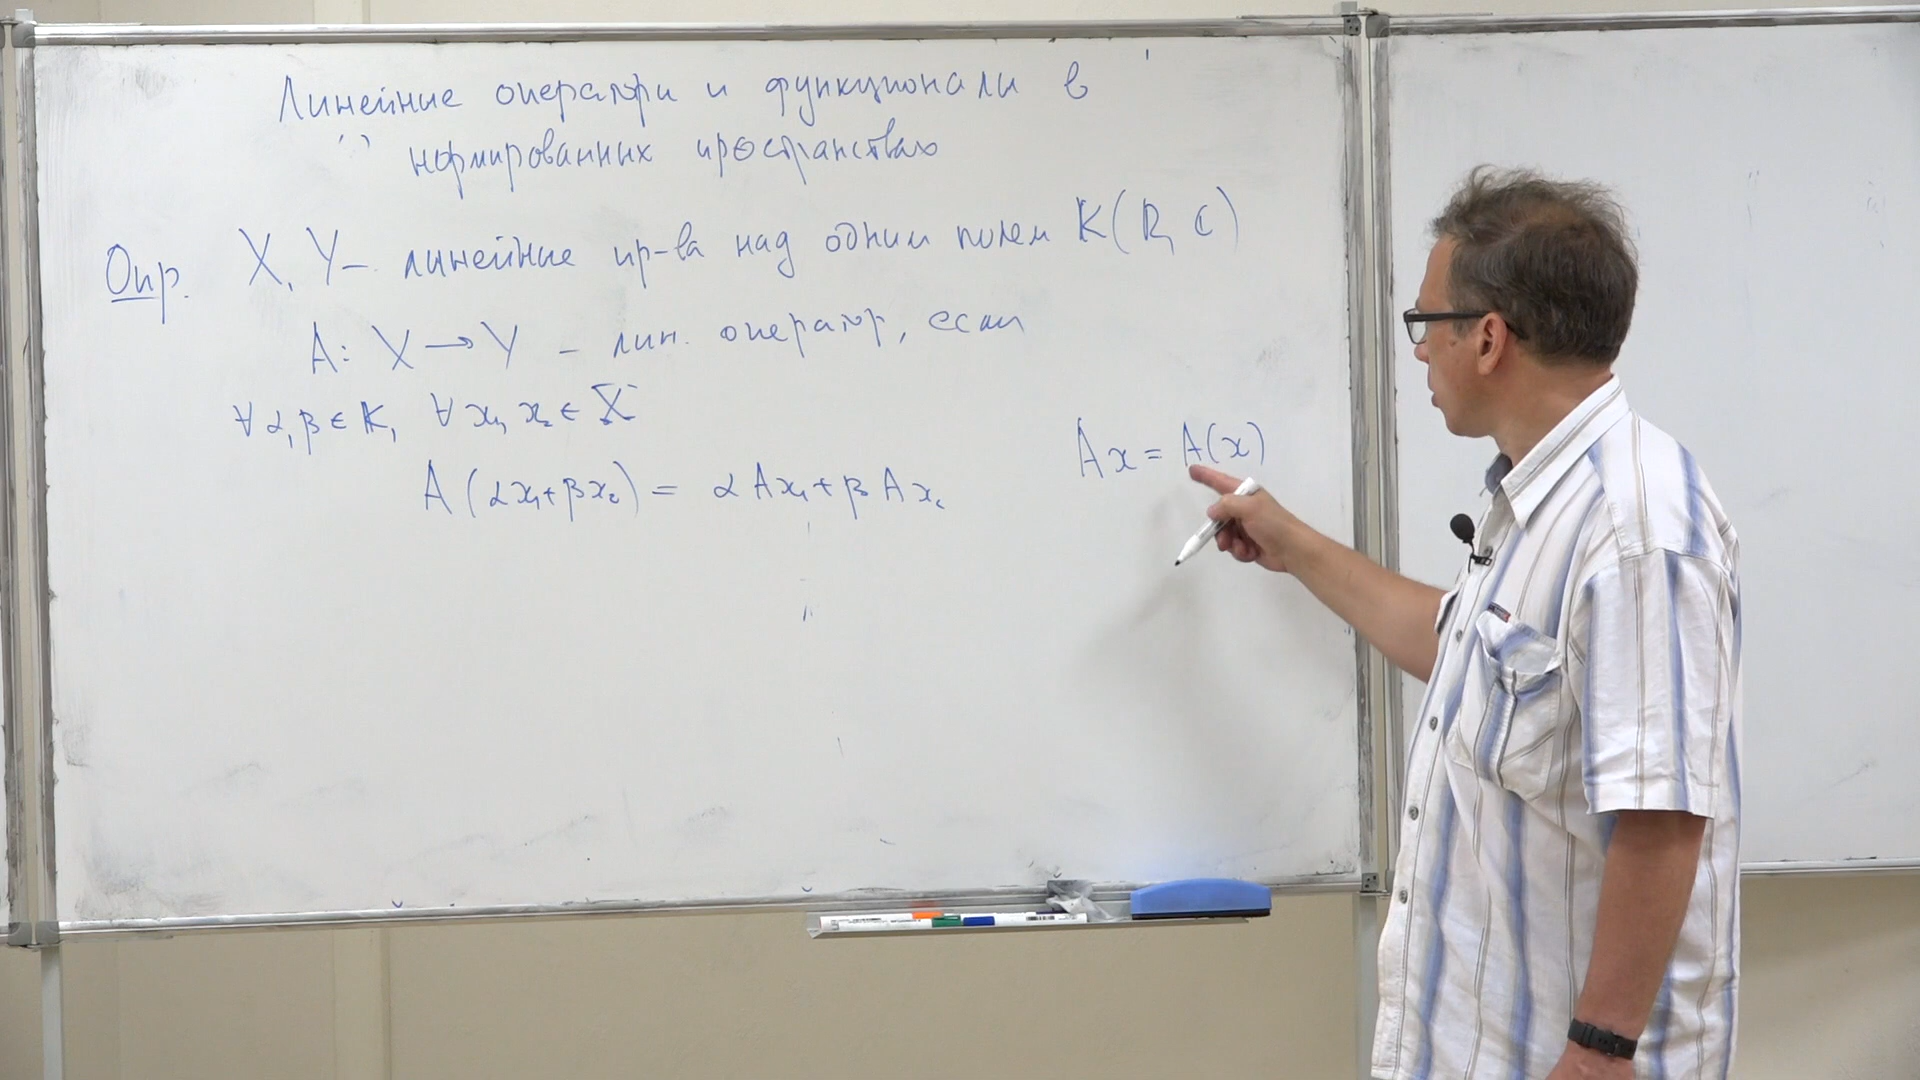 Линейные операторы и функционалы в
нормированных пространствах
Опр. X, Y – линейные пр-ва над одним полем K(R, C)
A: X → Y – лин. оператор, если
∀ α, β ∈ K, ∀ x₁, x₂ ∈ X
A(αx₁+βx₂) = αAx₁+βAx₂
Ax = A(x)